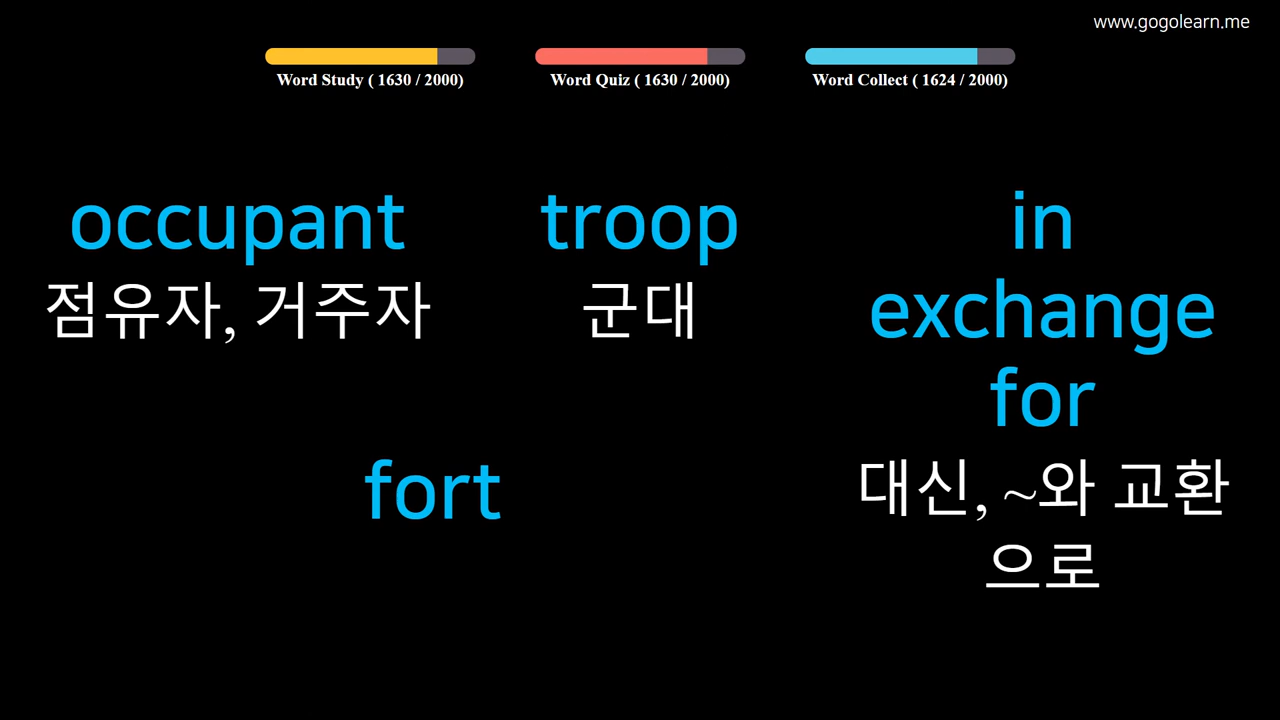 www.gogolearn.me
Word Study ( 1630 / 2000)
Word Quiz ( 1630 / 2000)
Word Collect ( 1624 / 2000)
occupant
점유자, 거주자
troop
군대
in
exchange
for
대신, ~와 교환
으로
fort